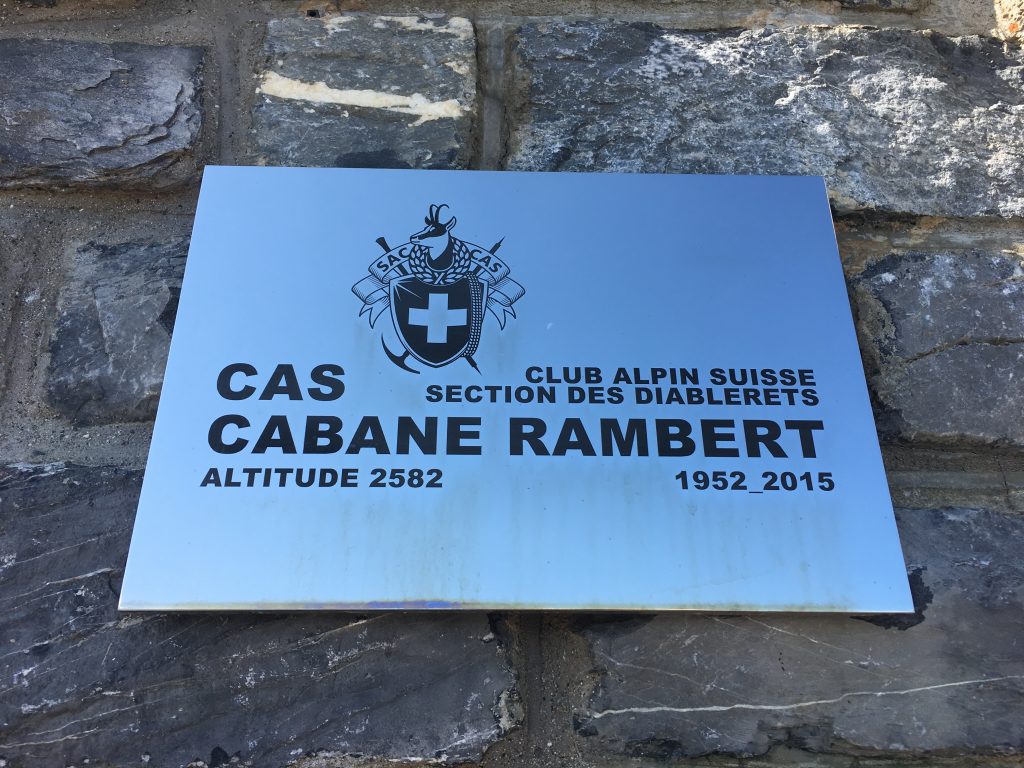 SAC CAS
CAS
CLUB ALPIN SUISSE
SECTION DES DIABLERETS
CABANE RAMBERT
ALTITUDE 2582 1952_2015